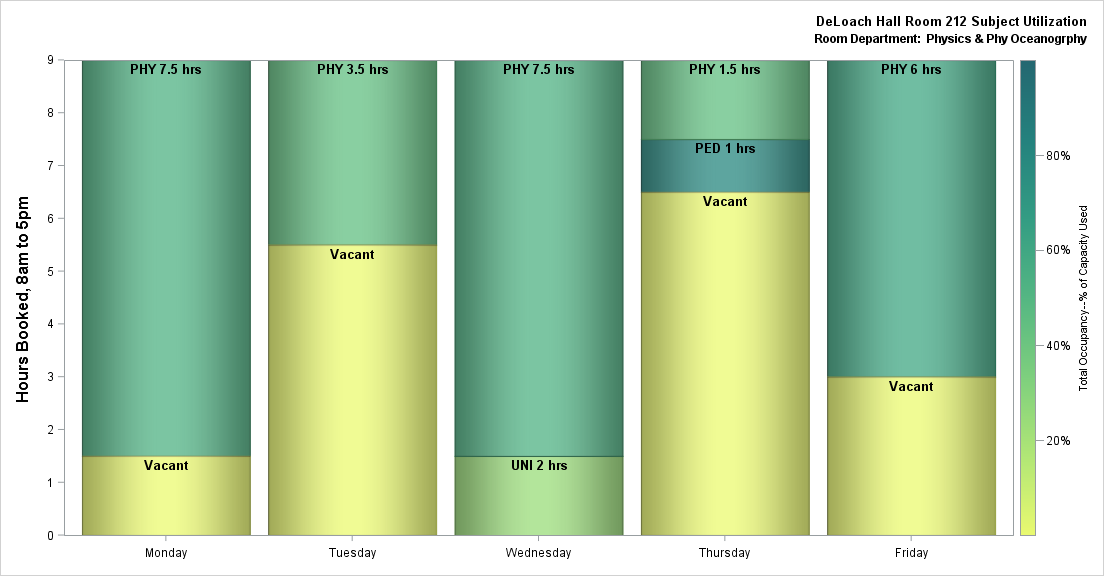 DeLoach Hall Room 212 Subject Utilization
Room Department:  Physics & Phy Oceanogrphy
Hours Booked, 8am to 5pm
9
8
7
6
5
4
3
2
1
0
PHY 7.5 hrs
Vacant
PHY 3.5 hrs
Vacant
PHY 7.5 hrs
UNI 2 hrs
PHY 1.5 hrs
PED 1 hrs
Vacant
PHY 6 hrs
Vacant
Monday
Tuesday
Wednesday
Thursday
Friday
80%
60%
40%
20%
Total Occupancy--% of Capacity Used